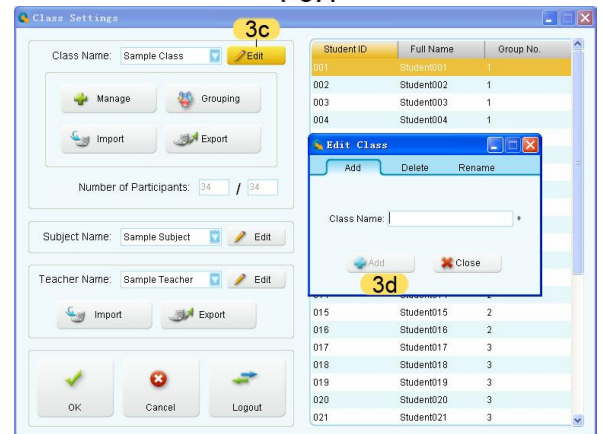 Class Settings
3c
Class Name: Sample Class Edit
Manage Grouping
Import Export
Number of Participants: 34 / 34
Subject Name: Sample Subject Edit
Teacher Name: Sample Teacher Edit
Import Export
OK Cancel Logout
Student ID Full Name Group No.
001 Student001 1
002 Student002 1
003 Student003 1
004 Student004 1
Edit Class
Add Delete Rename
Class Name: *
Add Close
3d
015 Student015 2
016 Student016 2
017 Student017 3
018 Student018 3
019 Student019 3
020 Student020 3
021 Student021 3